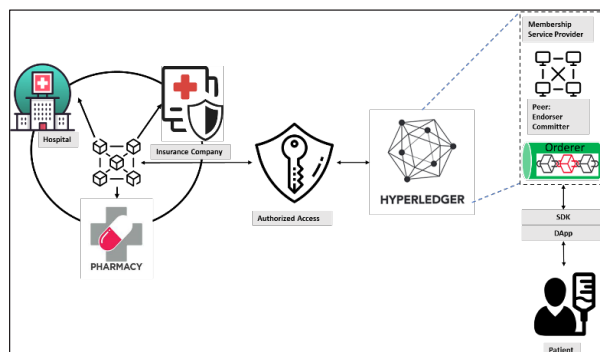 Hospital
Insurance Company
PHARMACY
Authorized Access
HYPERLEDGER
Membership
Service Provider
Peer:
Endorser
Committer
Orderer
SDK
DApp
Patient